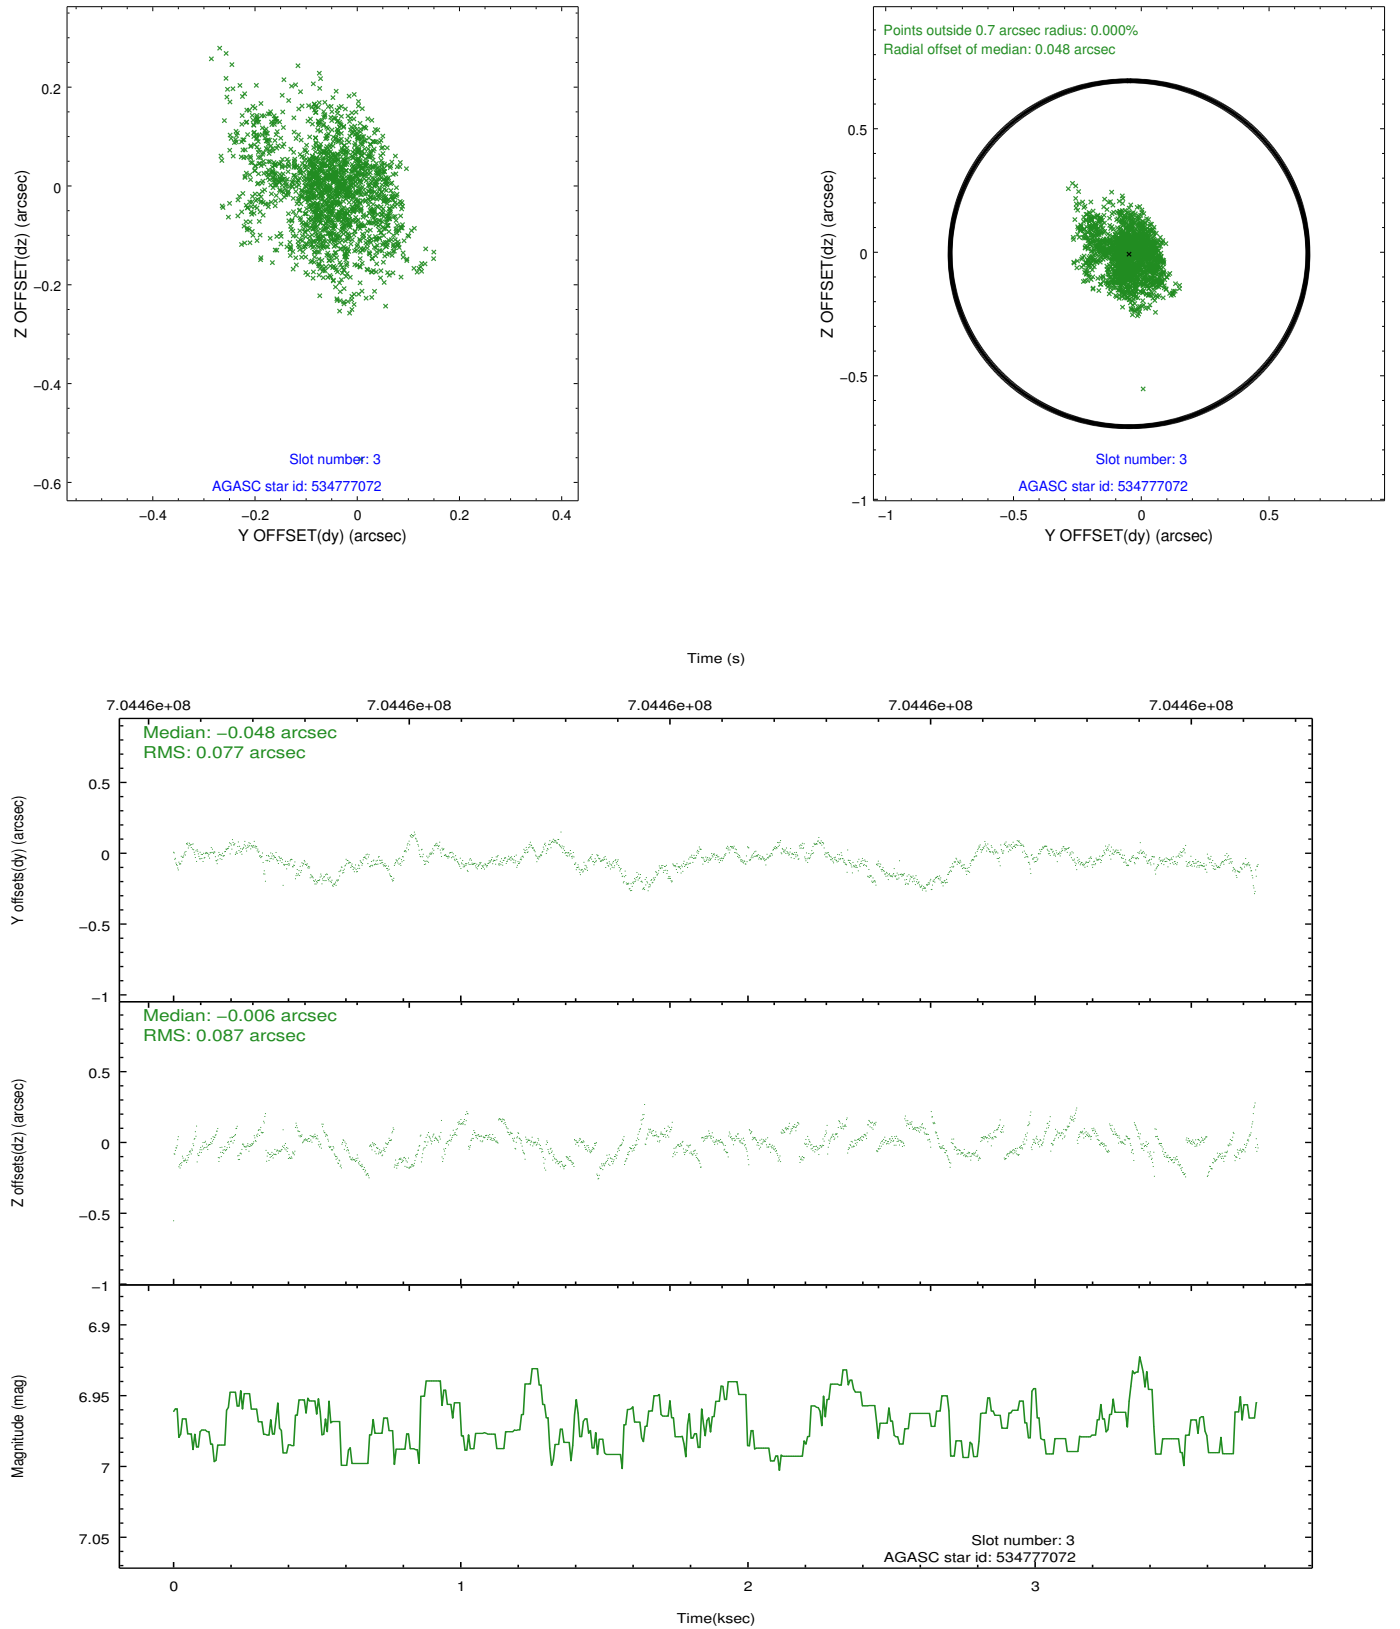 0.2
0
−0.2
−0.4
−0.6
−0.4
−0.2
0
0.2
0.4
Z OFFSET(dz) (arcsec)
Y OFFSET(dy) (arcsec)
Slot number: 3
AGASC star id: 534777072
Points outside 0.7 arcsec radius: 0.000%
Radial offset of median: 0.048 arcsec
0.5
0
−0.5
−1
−1
−0.5
0
0.5
Z OFFSET(dz) (arcsec)
Y OFFSET(dy) (arcsec)
Slot number: 3
AGASC star id: 534777072
Time (s)
7.0446e+08
7.0446e+08
7.0446e+08
7.0446e+08
7.0446e+08
Median: −0.048 arcsec
RMS: 0.077 arcsec
0.5
0
−0.5
−1
Y offsets(dy) (arcsec)
Median: −0.006 arcsec
RMS: 0.087 arcsec
0.5
0
−0.5
−1
Z offsets(dz) (arcsec)
6.9
6.95
7
7.05
Magnitude (mag)
Slot number: 3
AGASC star id: 534777072
0
1
2
3
Time(ksec)